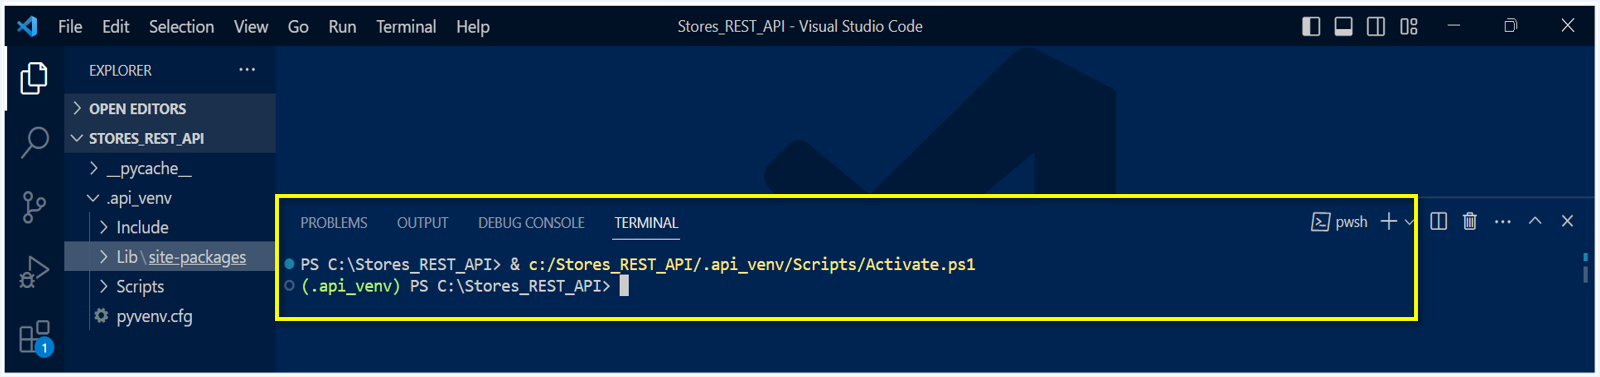 File Edit Selection View Go Run Terminal Help Stores_REST_API - Visual Studio Code
EXPLORER
OPEN EDITORS
STORES_REST_API
__pycache__
.api_venv
Include
Lib\site-packages
Scripts
pyvenv.cfg
1
PROBLEMS OUTPUT DEBUG CONSOLE TERMINAL pwsh
PS C:\Stores_REST_API> & c:/Stores_REST_API/.api_venv/Scripts/Activate.ps1
(.api_venv) PS C:\Stores_REST_API>